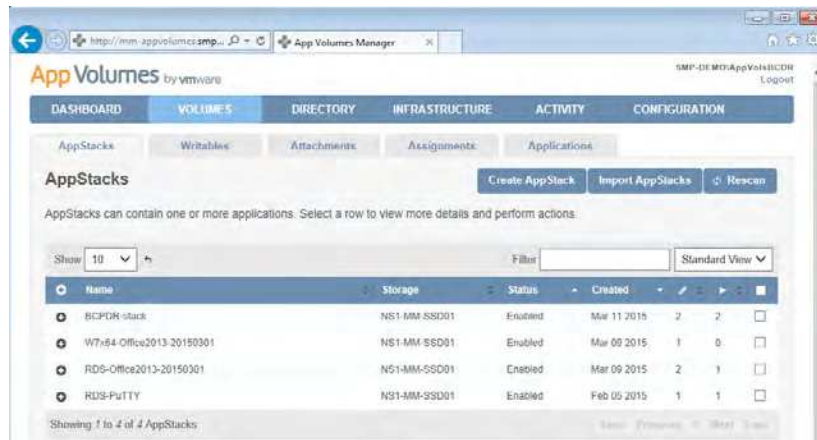 http://mm-appvolumes.smp... App Volumes Manager
App Volumes by vmware
SMP-DEMO\AppVolsBCDR
Logout
DASHBOARD VOLUMES DIRECTORY INFRASTRUCTURE ACTIVITY CONFIGURATION
AppStacks Writables Attachments Assignments Applications
AppStacks Create AppStack Import AppStacks Rescan
AppStacks can contain one or more applications. Select a row to view more details and perform actions.
Show 10 Filter Standard View
Name Storage Status Created
BCPDR-stack NS1-MM-SSD01 Enabled Mar 11 2015 2 2
W7x64-Office2013-20150301 NS1-MM-SSD01 Enabled Mar 09 2015 1 0
RDS-Office2013-20150301 NS1-MM-SSD01 Enabled Mar 09 2015 2 1
RDS-PuTTY NS1-MM-SSD01 Enabled Feb 05 2015 1 1
Showing 1 to 4 of 4 AppStacks
Previous Next